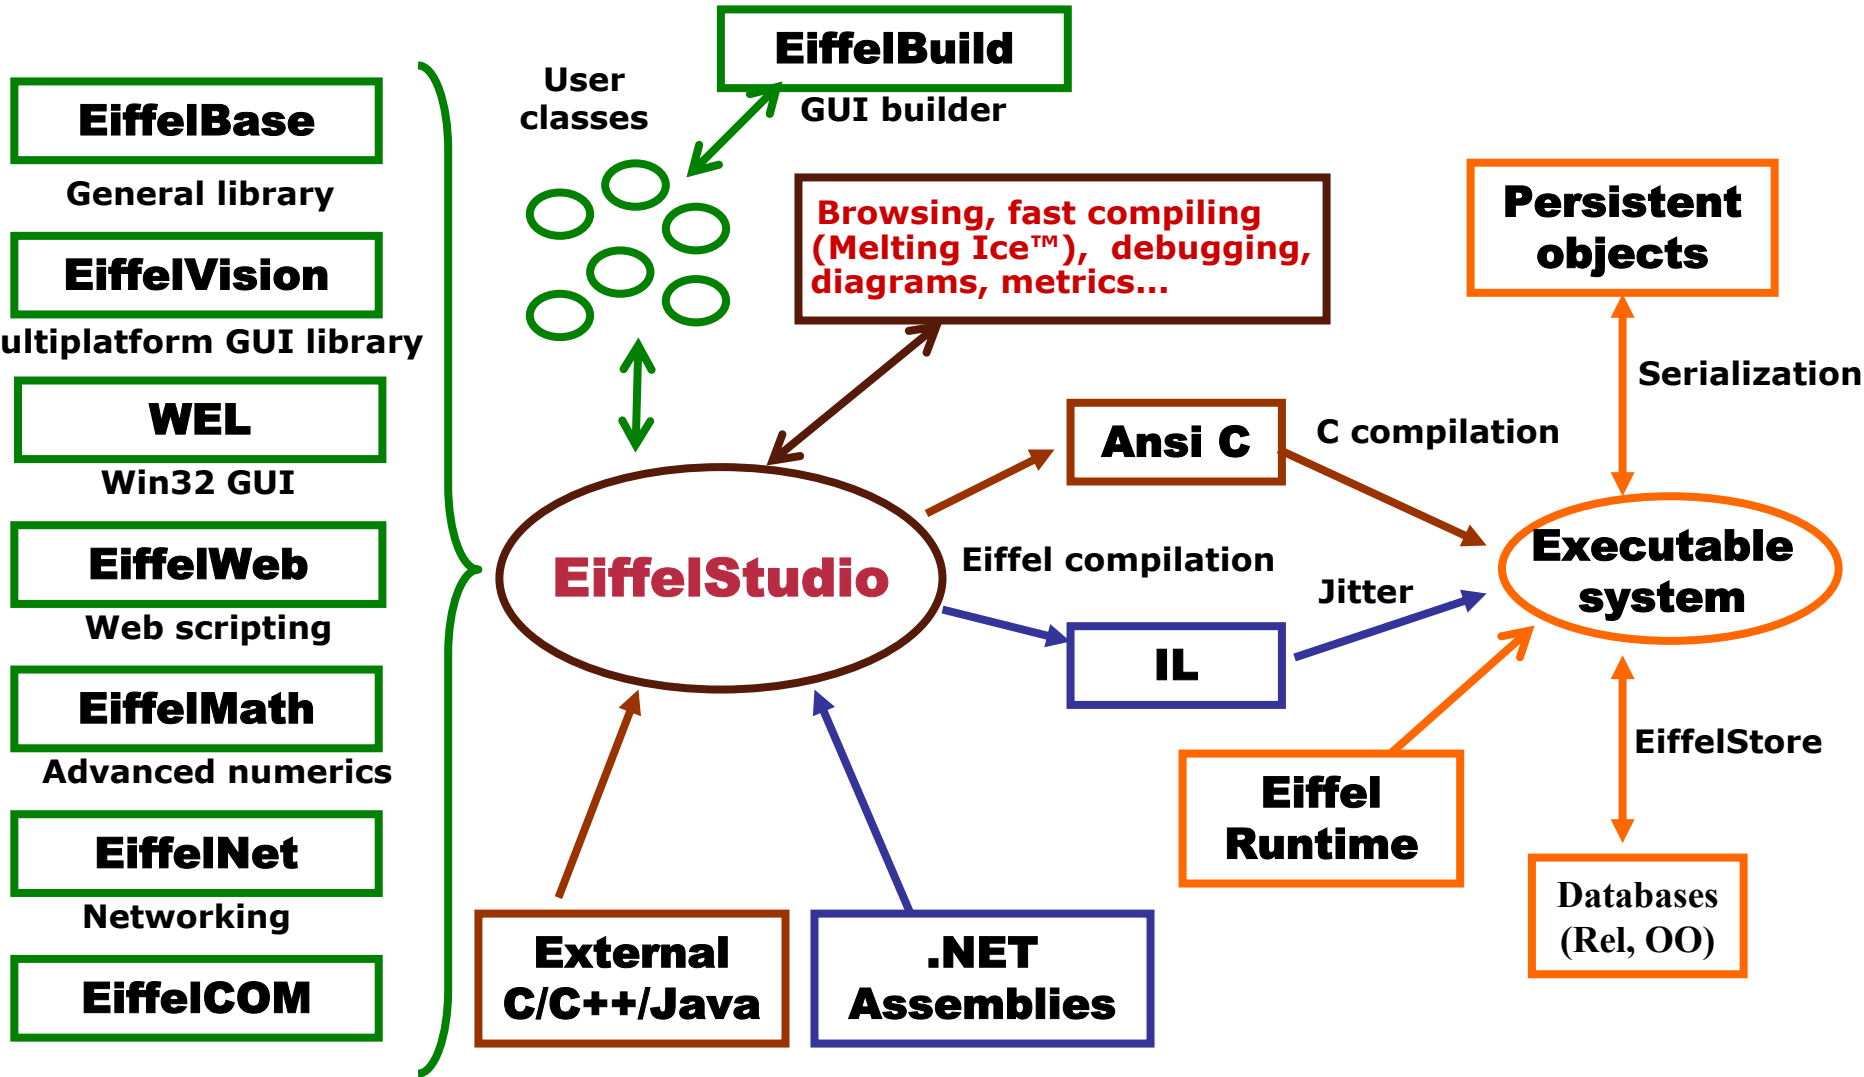 EiffelBase
General library
EiffelVision
ultiplatform GUI library
WEL
Win32 GUI
EiffelWeb
Web scripting
EiffelMath
Advanced numerics
EiffelNet
Networking
EiffelCOM
User
classes
EiffelBuild
GUI builder
Browsing, fast compiling
(Melting Ice™), debugging,
diagrams, metrics...
EiffelStudio
Eiffel compilation
Ansi C
C compilation
IL
Jitter
External
C/C++/Java
.NET
Assemblies
Persistent
objects
Serialization
Executable
system
Eiffel
Runtime
EiffelStore
Databases
(Rel, OO)